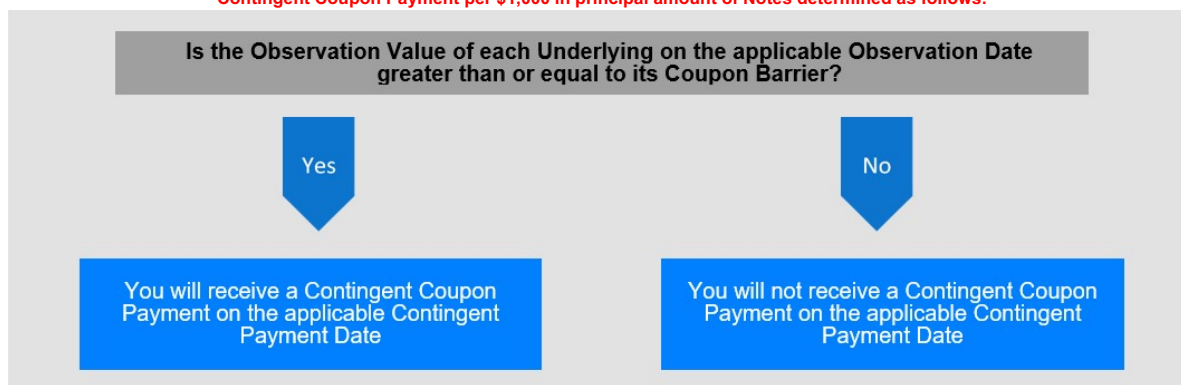 Contingent Coupon Payment per $1,000 in principal amount of Notes determined as follows:
Is the Observation Value of each Underlying on the applicable Observation Date
greater than or equal to its Coupon Barrier?
Yes
No
You will receive a Contingent Coupon
Payment on the applicable Contingent
Payment Date
You will not receive a Contingent Coupon
Payment on the applicable Contingent
Payment Date